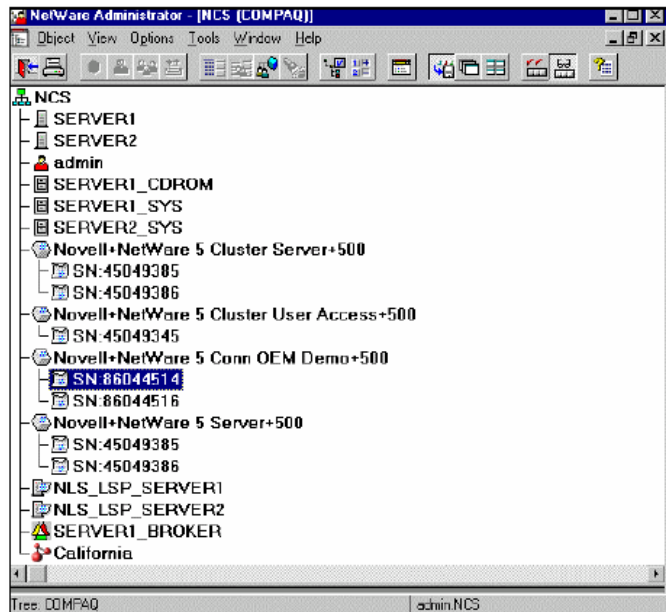 NetWare Administrator - [NCS (COMPAQ)]
Object View Options Tools Window Help
NCS
SERVER1
SERVER2
admin
SERVER1_CDROM
SERVER1_SYS
SERVER2_SYS
Novell+NetWare 5 Cluster Server+500
SN:45049385
SN:45049386
Novell+NetWare 5 Cluster User Access+500
SN:45049345
Novell+NetWare 5 Conn OEM Demo+500
SN:86044514
SN:86044516
Novell+NetWare 5 Server+500
SN:45049385
SN:45049386
NLS_LSP_SERVER1
NLS_LSP_SERVER2
SERVER1_BROKER
California
Tree: COMPAQ admin.NCS